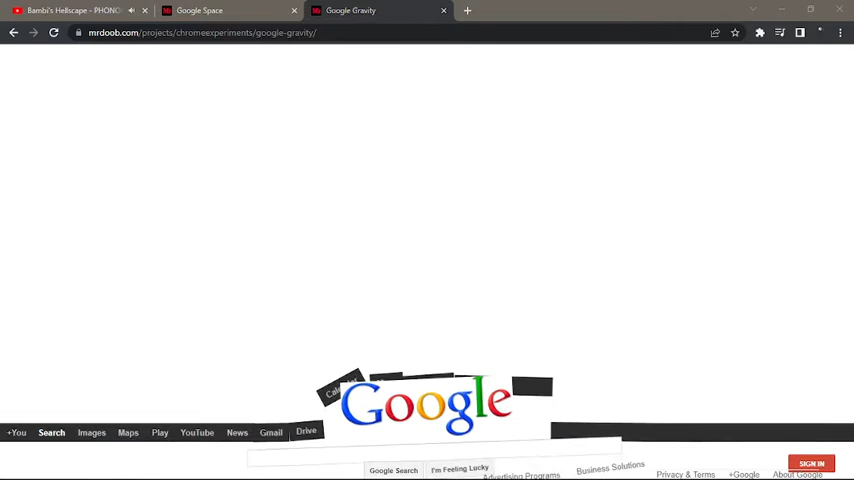 Bambi's Hellscape - PHONO
Google Space
Google Gravity
mrdoob.com/projects/chromeexperiments/google-gravity/
Google
+You Search Images Maps Play YouTube News Gmail Drive
SIGN IN
Google Search I'm Feeling Lucky Advertising Programs Business Solutions Privacy & Terms +Google About Google